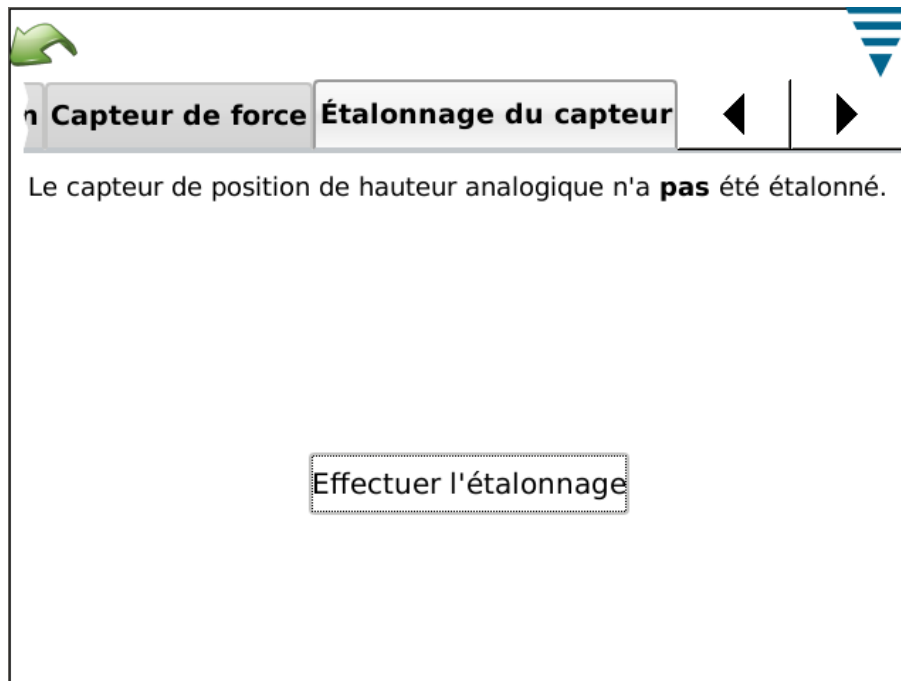 n Capteur de force Étalonnage du capteur
Le capteur de position de hauteur analogique n'a pas été étalonné.
Effectuer l'étalonnage